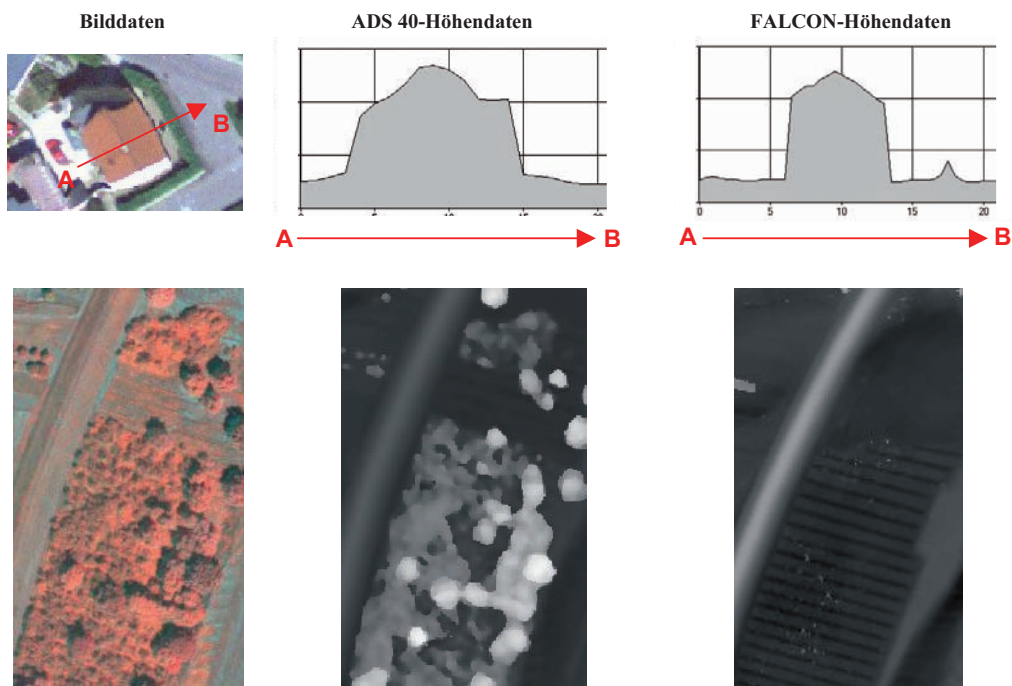 Bilddaten
ADS 40-Höhendaten
FALCON-Höhendaten
A
B
0 5 10 15 20
A B
0 5 10 15 20
A B